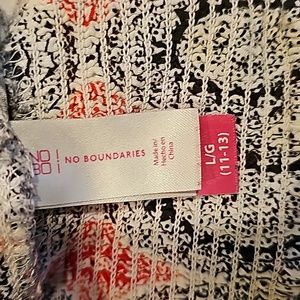 NO
BO
NO BOUNDARIES
Made in/
Hecho en
China
L/G
(11-13)